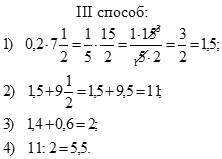 III способ:
1) 0,2·7 1/2 = 1/5 · 15/2 = (1·15³)/(₁5·2) = 3/2 = 1,5;
2) 1,5+9 1/2 = 1,5+9,5=11;
3) 1,4+0,6=2;
4) 11:2=5,5.